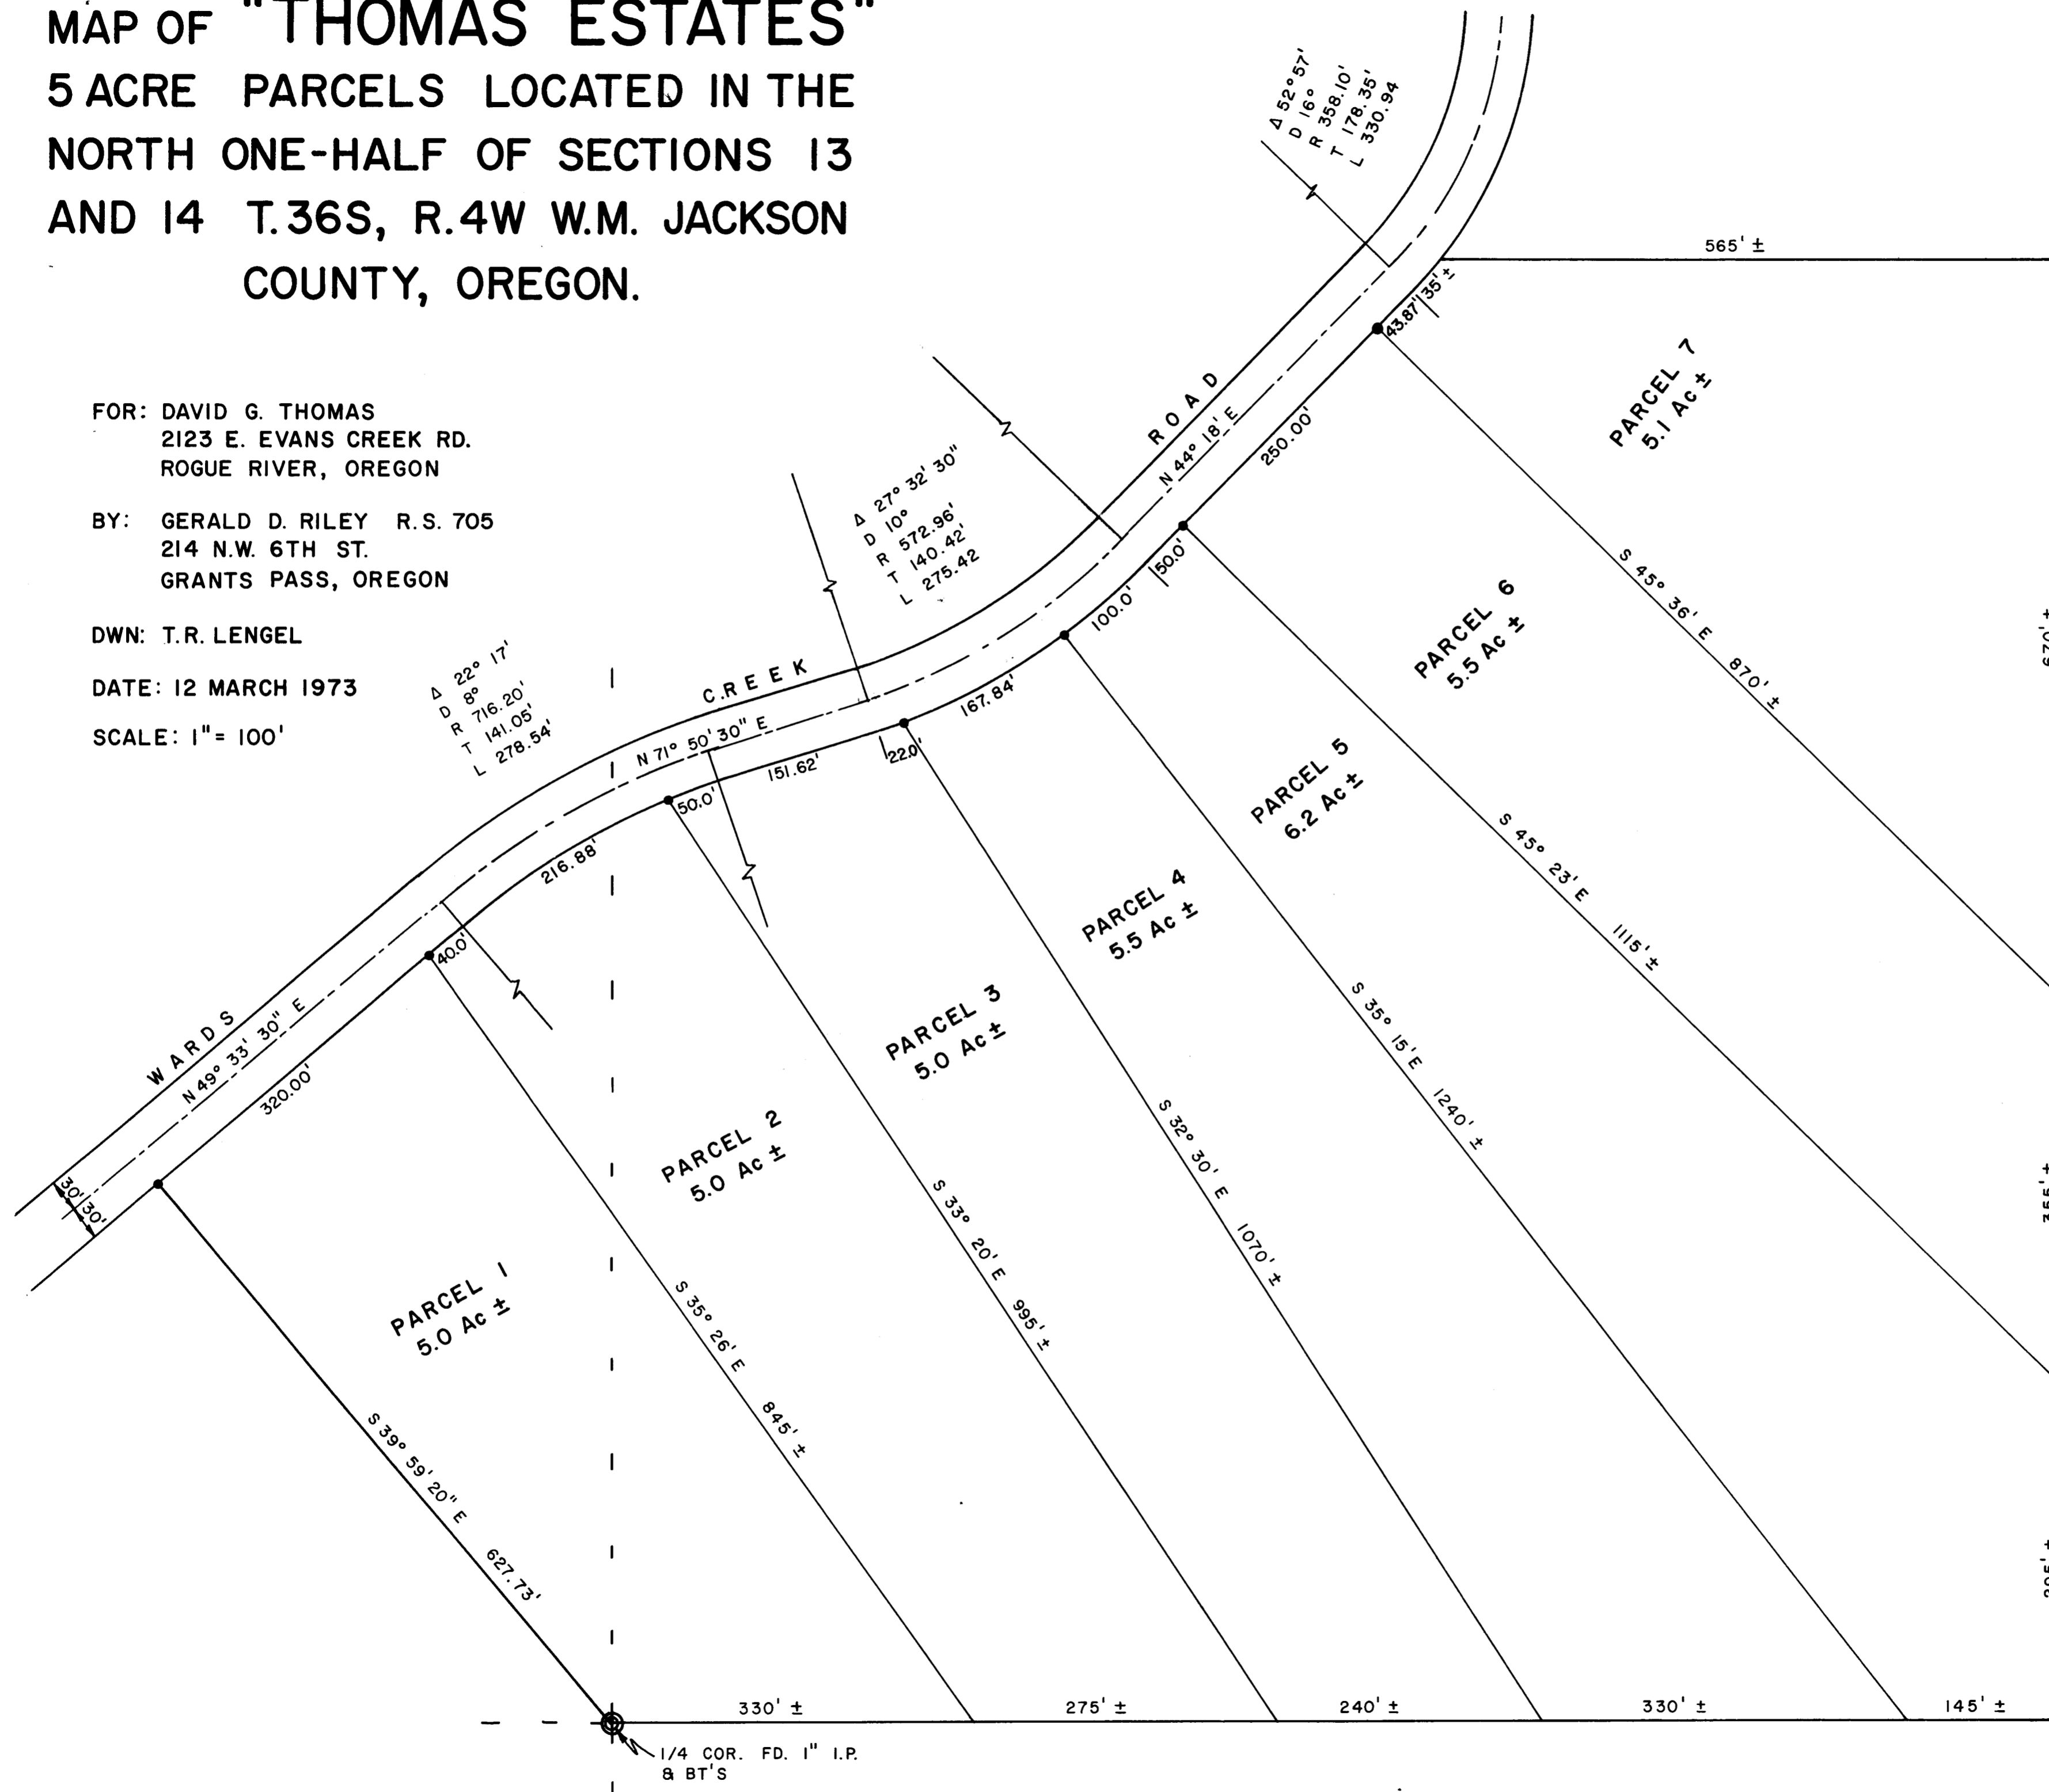 MAP OF "THOMAS ESTATES"
5 ACRE PARCELS LOCATED IN THE
NORTH ONE-HALF OF SECTIONS 13
AND 14 T.36S, R.4W W.M. JACKSON
COUNTY, OREGON.
FOR: DAVID G. THOMAS
2123 E. EVANS CREEK RD.
ROGUE RIVER, OREGON
BY: GERALD D. RILEY R.S. 705
214 N.W. 6TH ST.
GRANTS PASS, OREGON
DWN: T.R. LENGEL
DATE: 12 MARCH 1973
SCALE: 1"= 100'
Δ 52° 57'
D 16°
R 358.10'
T 178.35'
L 330.94
Δ 27° 32' 30"
D 10°
R 572.96'
T 140.42'
L 275.42
Δ 22° 17'
D 8°
R 716.20'
T 141.05'
L 278.54'
WARDS CREEK ROAD
N 49° 33' 30" E
N 71° 50' 30" E
N 44° 18' E
30'
30'
320.00'
40.0'
216.88'
50.0'
151.62'
22.0'
167.84'
100.0'
50.0'
250.00'
43.87'
35' ±
565' ±
PARCEL 1
5.0 Ac ±
PARCEL 2
5.0 Ac ±
PARCEL 3
5.0 Ac ±
PARCEL 4
5.5 Ac ±
PARCEL 5
6.2 Ac ±
PARCEL 6
5.5 Ac ±
PARCEL 7
5.1 Ac ±
S 39° 59' 20" E 627.73'
S 35° 26' E 845' ±
S 33° 20' E 995' ±
S 32° 30' E 1070' ±
S 35° 15' E 1240' ±
S 45° 23' E 1115' ±
S 45° 36' E 870' ±
330' ±
275' ±
240' ±
330' ±
145' ±
1/4 COR. FD. 1" I.P.
& BT'S